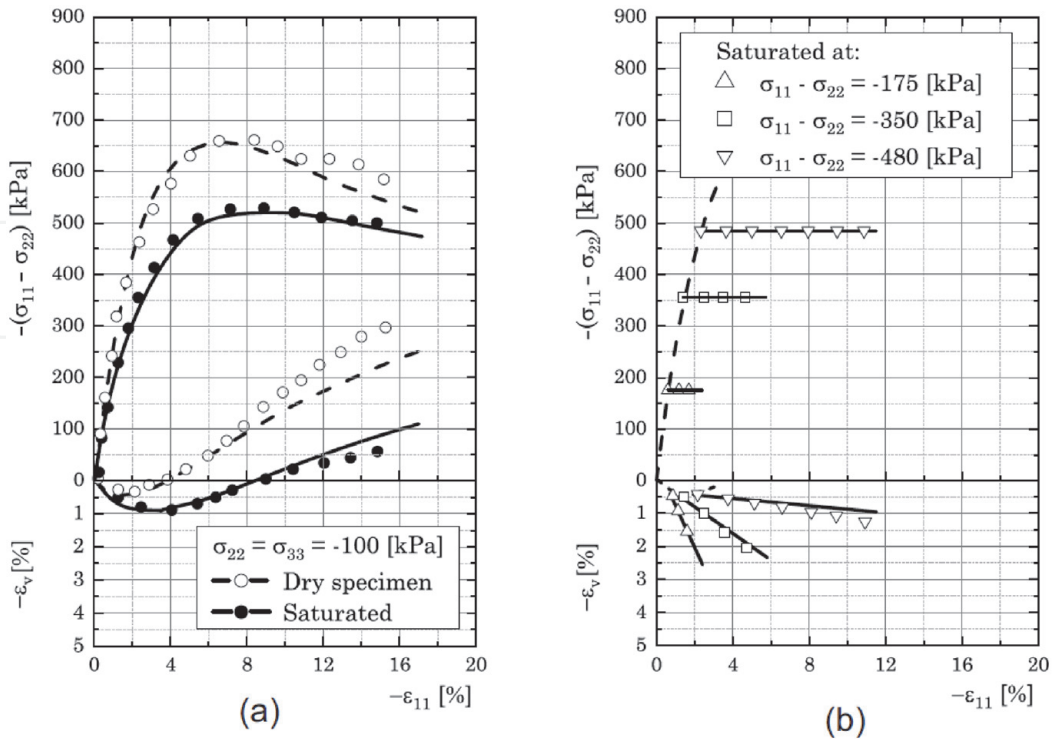 900
800
700
600
500
400
300
200
100
0
1
2
3
4
5
-(σ11 - σ22) [kPa]
-εv [%]
σ22 = σ33 = -100 [kPa]
Dry specimen
Saturated
0 4 8 12 16 20
-ε11 [%]
(a)
900
800
700
600
500
400
300
200
100
0
1
2
3
4
5
-(σ11 - σ22) [kPa]
-εv [%]
Saturated at:
σ11 - σ22 = -175 [kPa]
σ11 - σ22 = -350 [kPa]
σ11 - σ22 = -480 [kPa]
0 4 8 12 16 20
-ε11 [%]
(b)